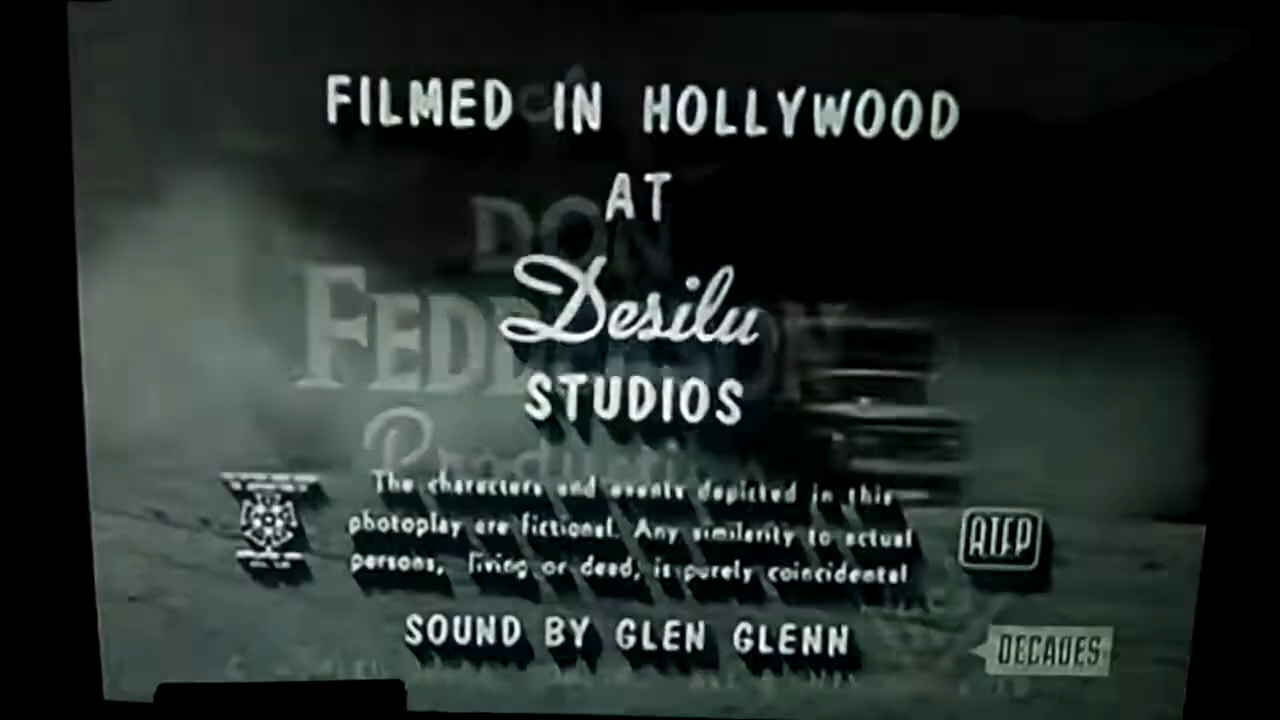 FILMED IN HOLLYWOOD
AT
DON
Desilu
STUDIOS
The characters and events depicted in this
photoplay are fictional. Any similarity to actual
persons, living or dead, is purely coincidental
ATFP
SOUND BY GLEN GLENN
DECADES